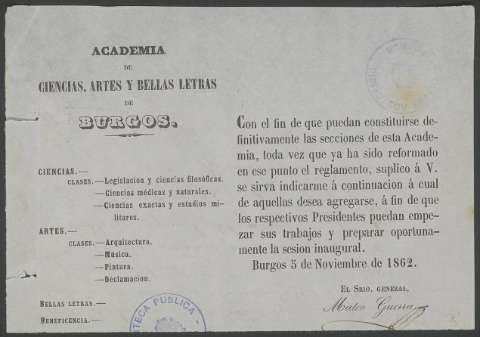 ACADEMIA
DE
CIENCIAS, ARTES Y BELLAS LETRAS
DE
BURGOS.
CIENCIAS.—
CLASES.—Legislacion y ciencias filosóficas.
—Ciencias médicas y naturales.
—Ciencias exactas y estudios mi-
litares.
ARTES.—
CLASES.—Arquitectura.
—Música.
—Pintura.
—Declamacion.
BELLAS LETRAS.—
BENEFICENCIA.—
Con el fin de que puedan constituirse de-
finitivamente las secciones de esta Acade-
mia, toda vez que ya ha sido reformado
en ese punto el reglamento, suplico á V.
se sirva indicarme á continuacion á cual
de aquellas desea agregarse, á fin de que
los respectivos Presidentes puedan empe-
zar sus trabajos y preparar oportuna-
mente la sesion inaugural.
Burgos 5 de Noviembre de 1862.
EL SRIO. GENERAL,
Mateo Guerra
TECA PÚBLICA